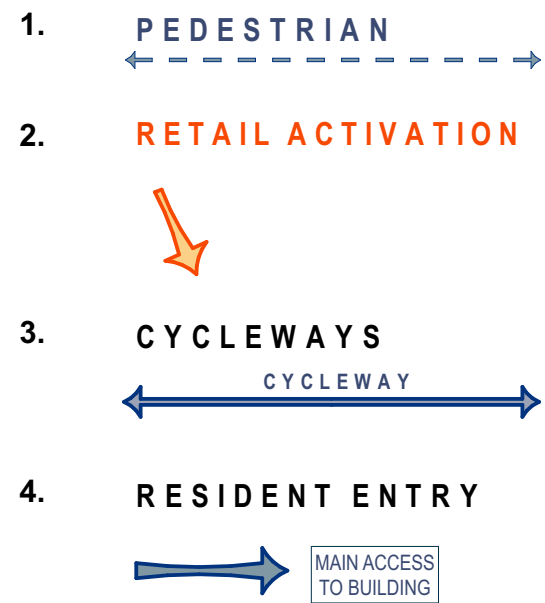 1. PEDESTRIAN
2. RETAIL ACTIVATION
3. CYCLEWAYS
CYCLEWAY
4. RESIDENT ENTRY
MAIN ACCESS
TO BUILDING